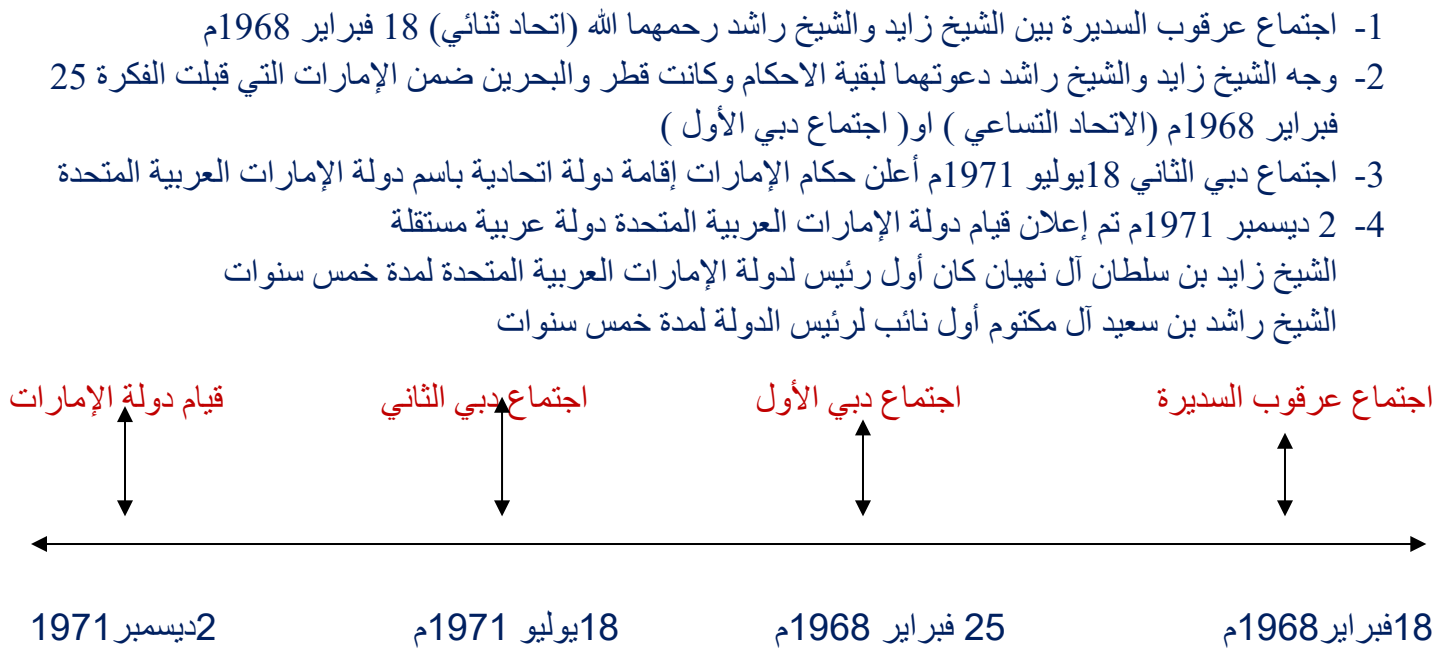 1- اجتماع عرقوب السديرة بين الشيخ زايد والشيخ راشد رحمهما الله (اتحاد ثنائي) 18 فبراير 1968م
2- وجه الشيخ زايد والشيخ راشد دعوتهما لبقية الاحكام وكانت قطر والبحرين ضمن الإمارات التي قبلت الفكرة 25
فبراير 1968م (الاتحاد التساعي ) او( اجتماع دبي الأول )
3- اجتماع دبي الثاني 18يوليو 1971م أعلن حكام الإمارات إقامة دولة اتحادية باسم دولة الإمارات العربية المتحدة
4- 2 ديسمبر 1971م تم إعلان قيام دولة الإمارات العربية المتحدة دولة عربية مستقلة
الشيخ زايد بن سلطان آل نهيان كان أول رئيس لدولة الإمارات العربية المتحدة لمدة خمس سنوات
الشيخ راشد بن سعيد آل مكتوم أول نائب لرئيس الدولة لمدة خمس سنوات
اجتماع عرقوب السديرة اجتماع دبي الأول اجتماع دبي الثاني قيام دولة الإمارات
18فبراير1968م 25 فبراير 1968م 18يوليو 1971م 2ديسمبر1971